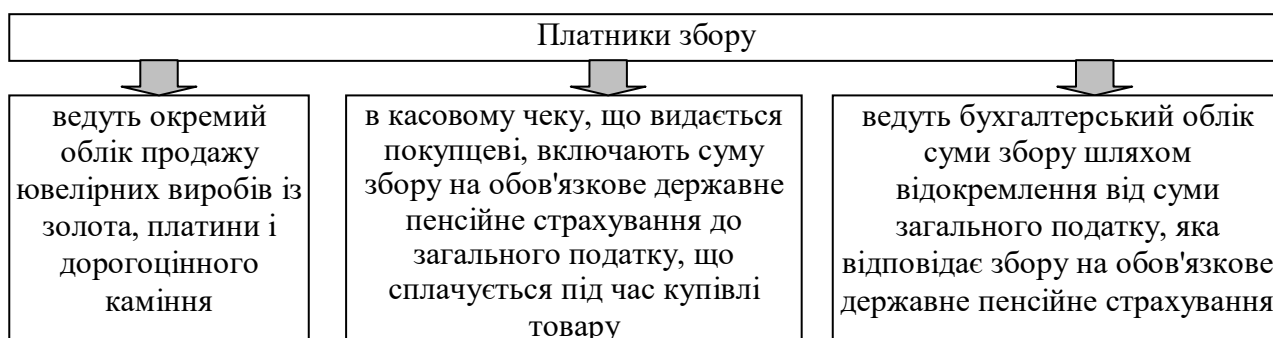 Платники збору
ведуть окремий
облік продажу
ювелірних виробів із
золота, платини і
дорогоцінного
каміння
в касовому чеку, що видається
покупцеві, включають суму
збору на обов'язкове державне
пенсійне страхування до
загального податку, що
сплачується під час купівлі
товару
ведуть бухгалтерський облік
суми збору шляхом
відокремлення від суми
загального податку, яка
відповідає збору на обов'язкове
державне пенсійне страхування